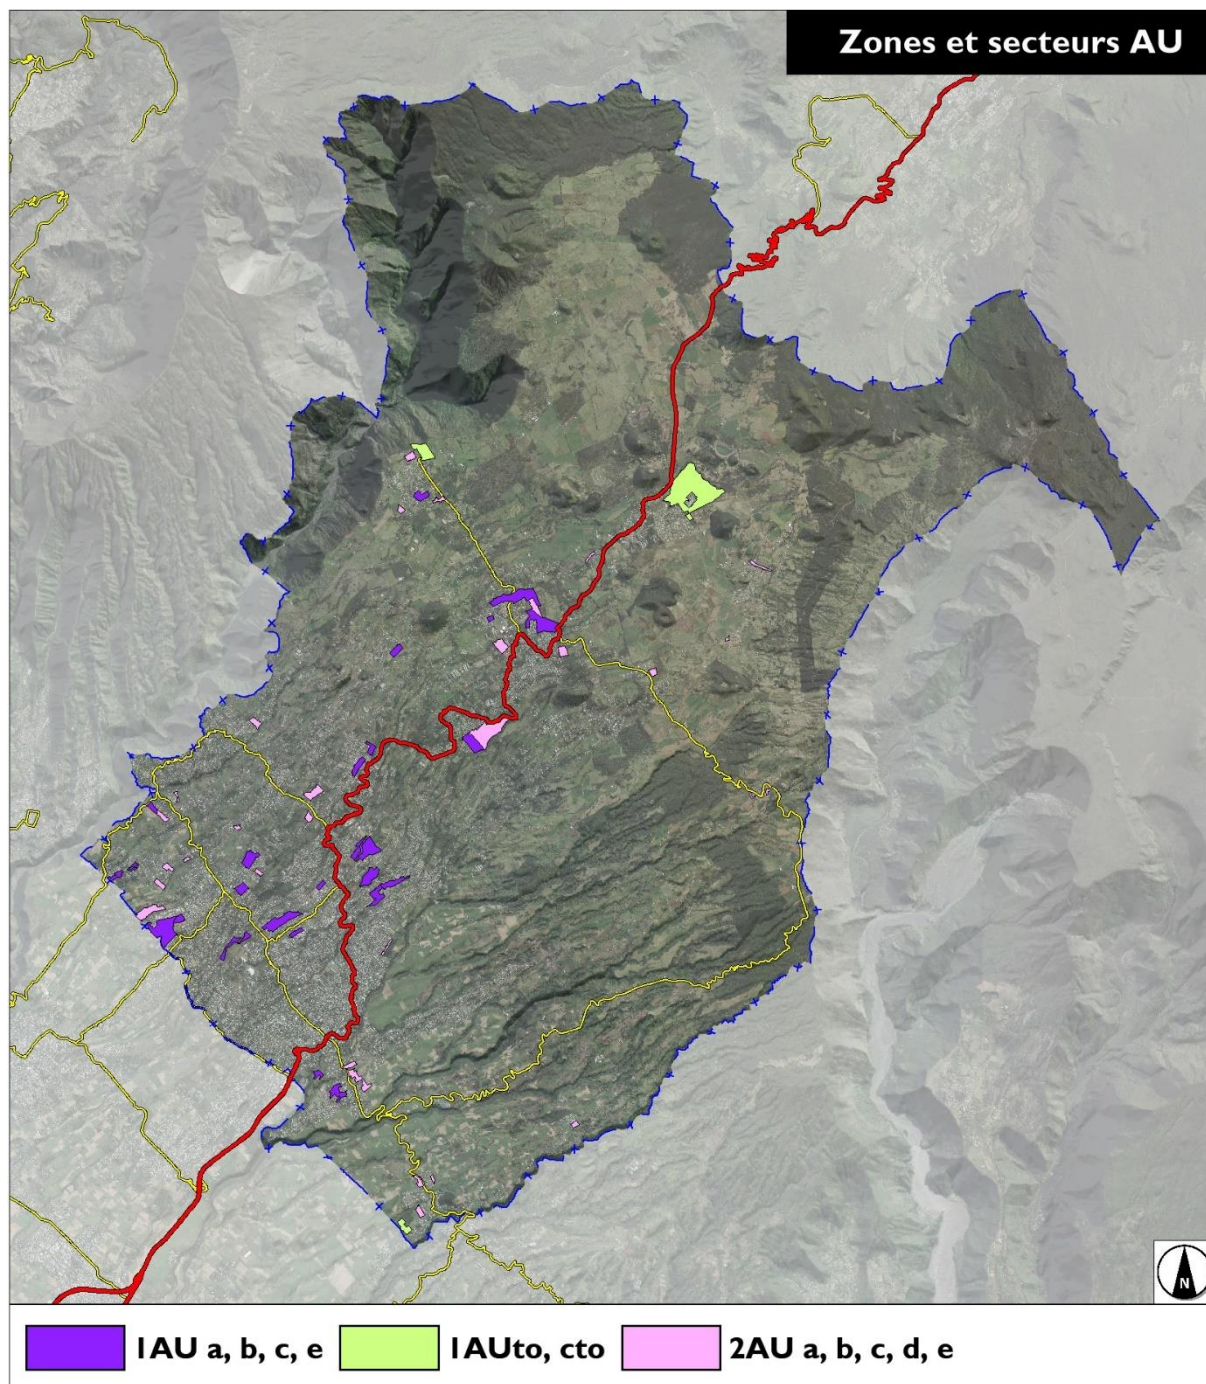 Zones et secteurs AU
N
1AU a, b, c, e
1AUto, cto
2AU a, b, c, d, e